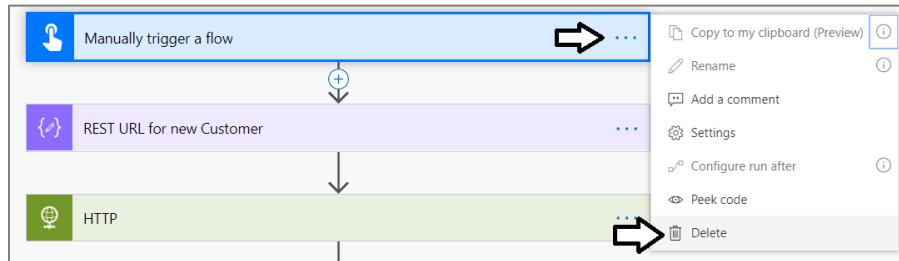 Manually trigger a flow
REST URL for new Customer
HTTP
Copy to my clipboard (Preview)
Rename
Add a comment
Settings
Configure run after
Peek code
Delete